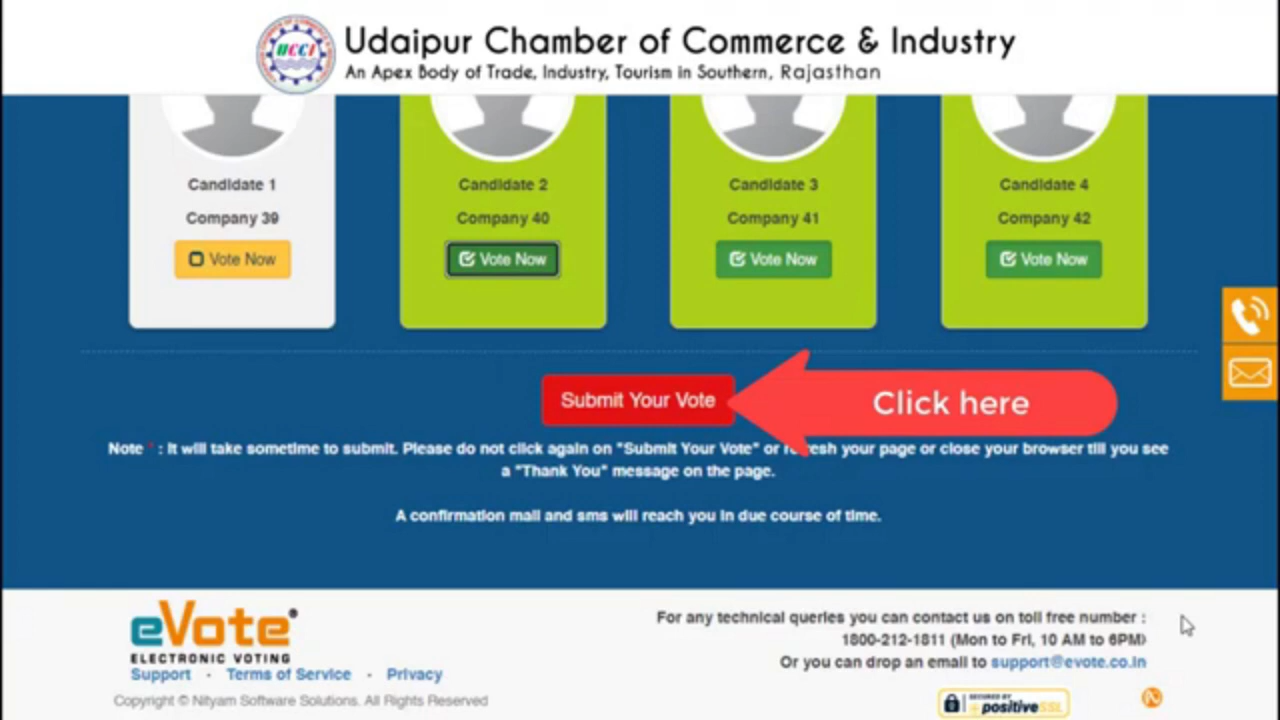 UCCI
Udaipur Chamber of Commerce & Industry
An Apex Body of Trade, Industry, Tourism in Southern, Rajasthan
Candidate 1 Candidate 2 Candidate 3 Candidate 4
Company 39 Company 40 Company 41 Company 42
Vote Now Vote Now Vote Now Vote Now
Submit Your Vote
Click here
Note * : It will take sometime to submit. Please do not click again on "Submit Your Vote" or refresh your page or close your browser till you see
a "Thank You" message on the page.
A confirmation mail and sms will reach you in due course of time.
eVote
ELECTRONIC VOTING
Support - Terms of Service - Privacy
Copyright © Nityam Software Solutions. All Rights Reserved
For any technical queries you can contact us on toll free number :
1800-212-1811 (Mon to Fri, 10 AM to 6PM)
Or you can drop an email to support@evote.co.in
SECURED BY
positiveSSL